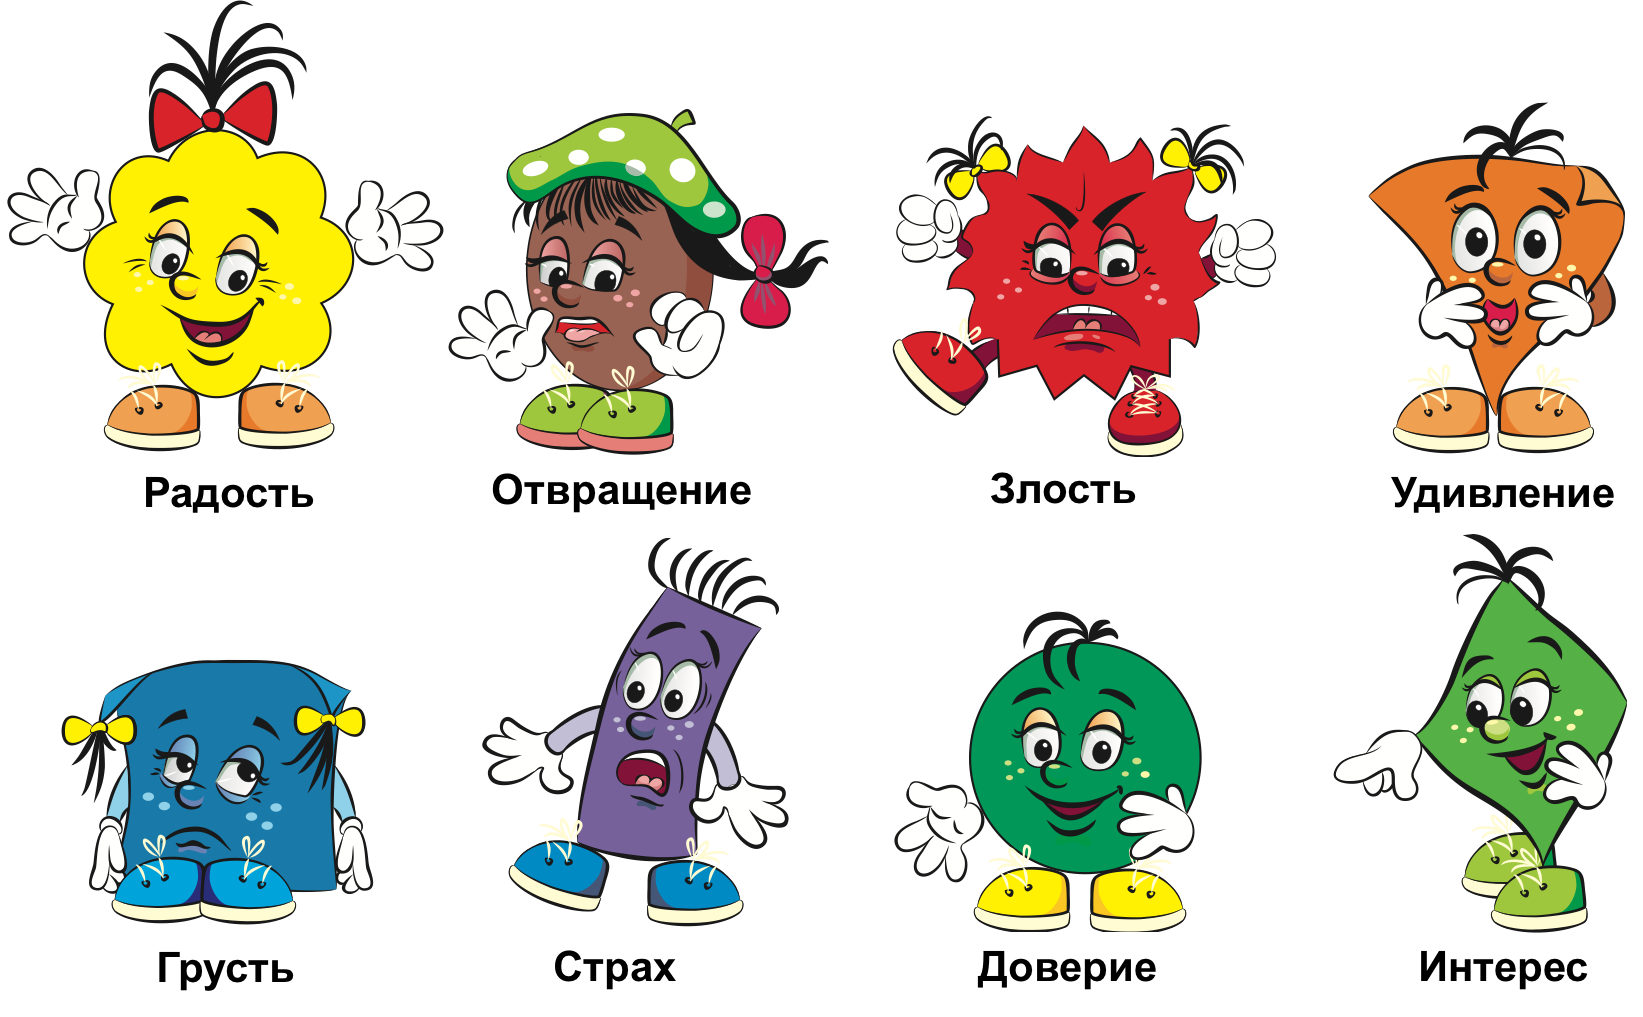 Радость
Отвращение
Злость
Удивление
Грусть
Страх
Доверие
Интерес